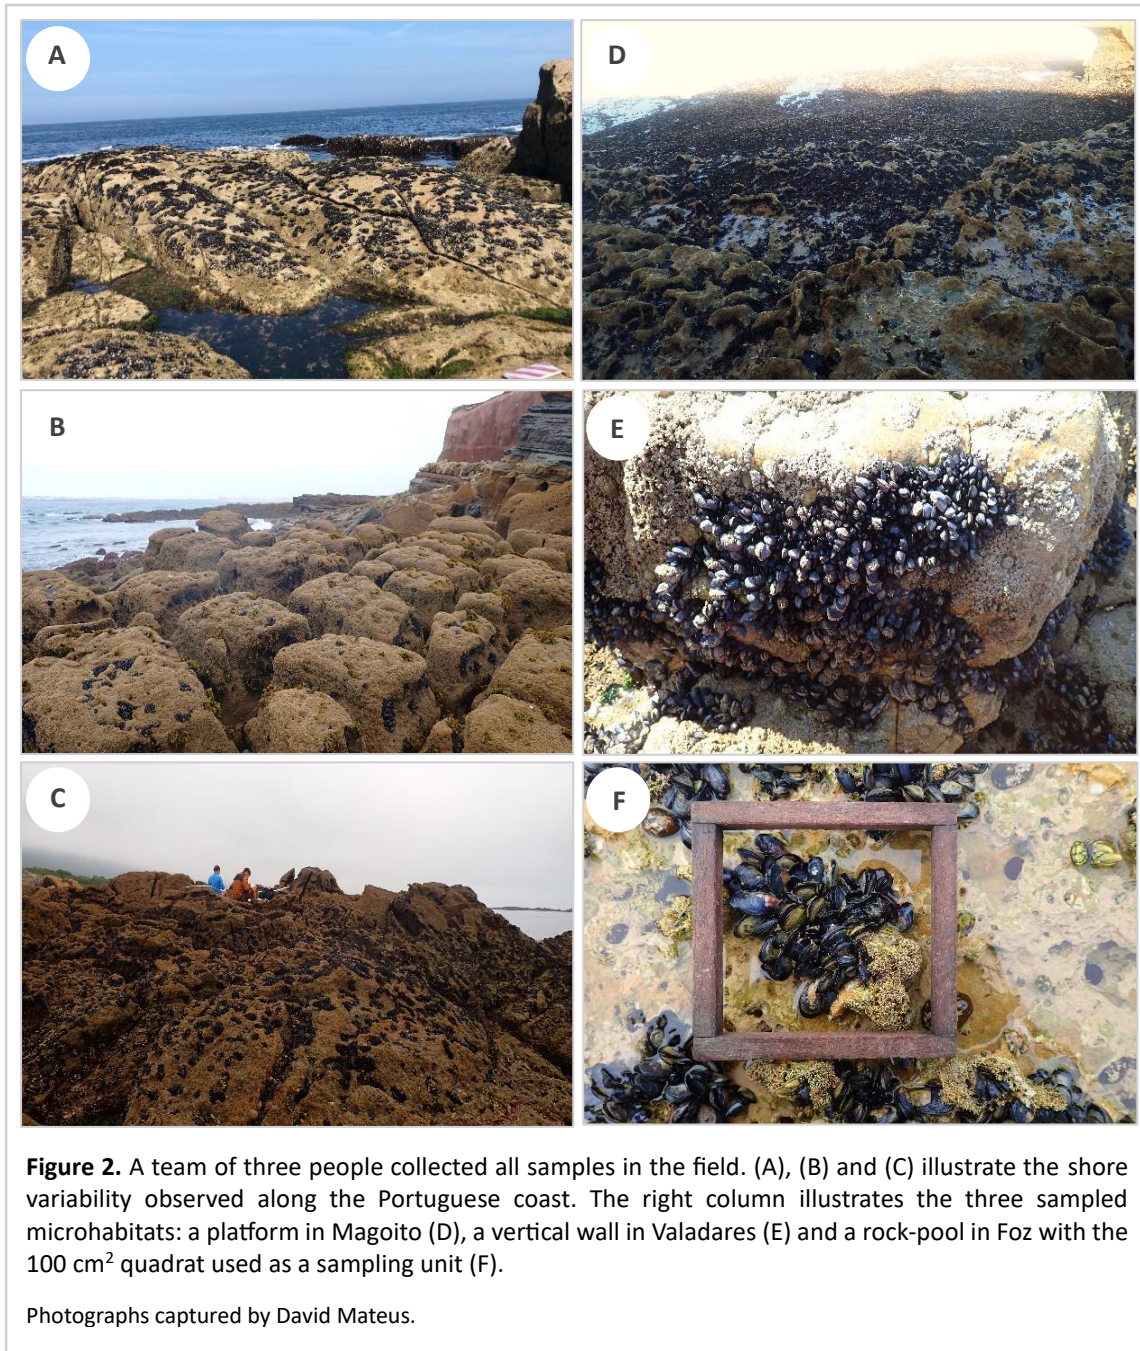 A
D
B
E
C
F
Figure 2. A team of three people collected all samples in the field. (A), (B) and (C) illustrate the shore
variability observed along the Portuguese coast. The right column illustrates the three sampled
microhabitats: a platform in Magoito (D), a vertical wall in Valadares (E) and a rock-pool in Foz with the
100 cm² quadrat used as a sampling unit (F).
Photographs captured by David Mateus.